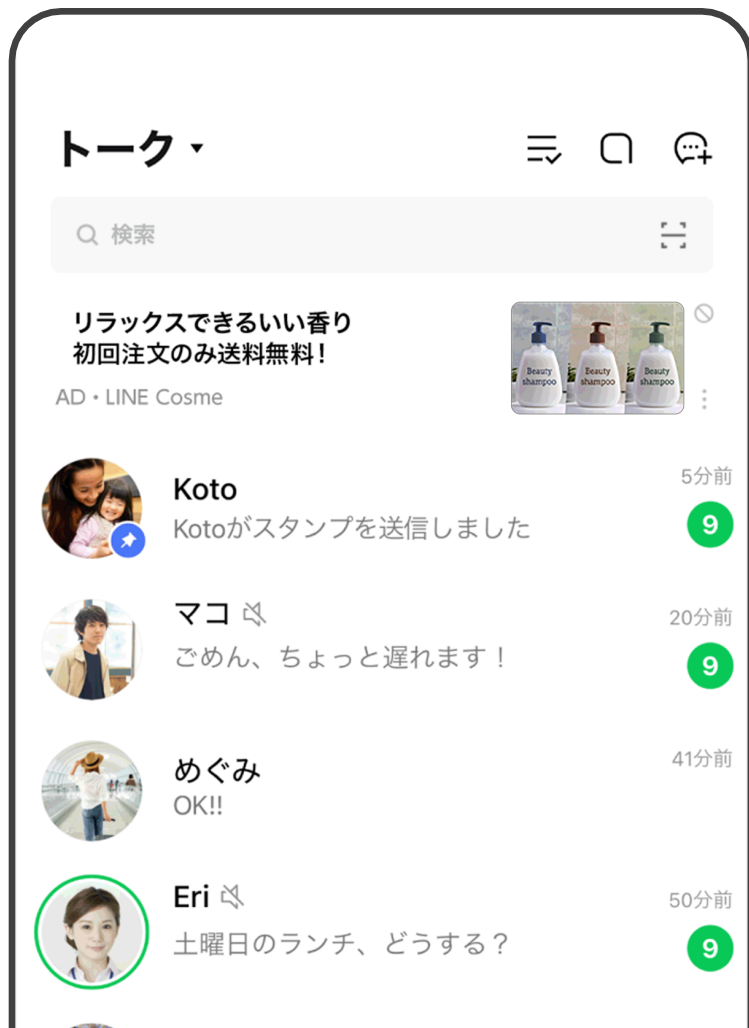 トーク
検索
リラックスできるいい香り
初回注文のみ送料無料！
AD・LINE Cosme
Beauty shampoo
Beauty shampoo
Beauty shampoo
Koto
5分前
Kotoがスタンプを送信しました
9
マコ
20分前
ごめん、ちょっと遅れます！
9
めぐみ
41分前
OK!!
Eri
50分前
土曜日のランチ、どうする？
9